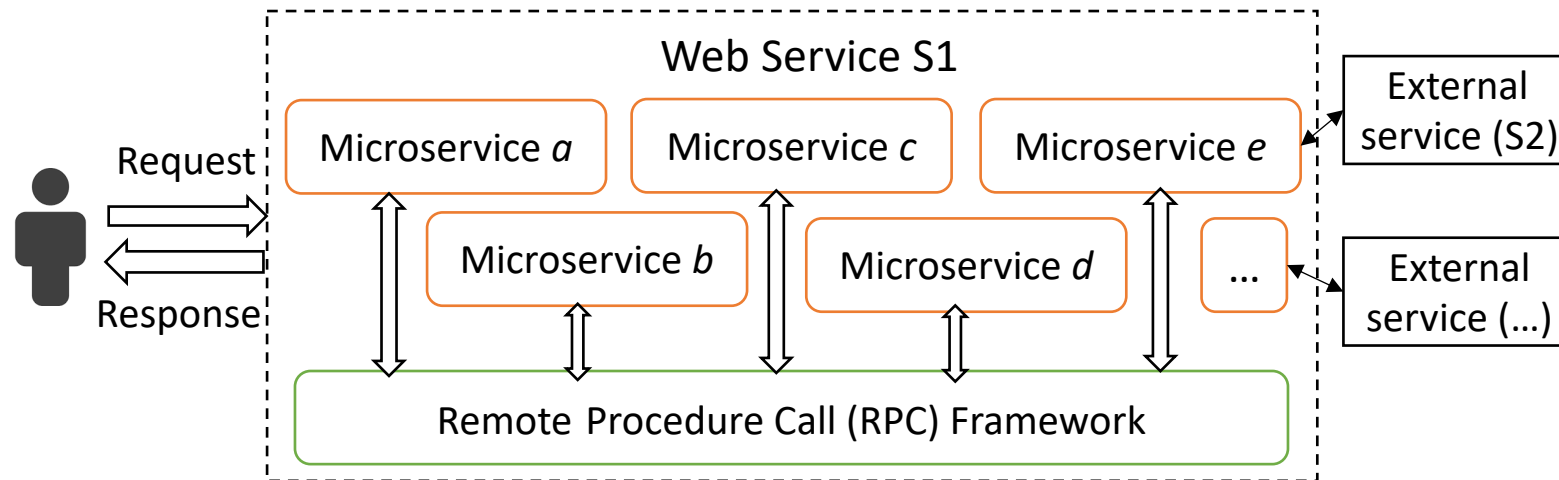 Web Service S1
Request
Response
Microservice a
Microservice c
Microservice e
Microservice b
Microservice d
...
Remote Procedure Call (RPC) Framework
External
service (S2)
External
service (...)